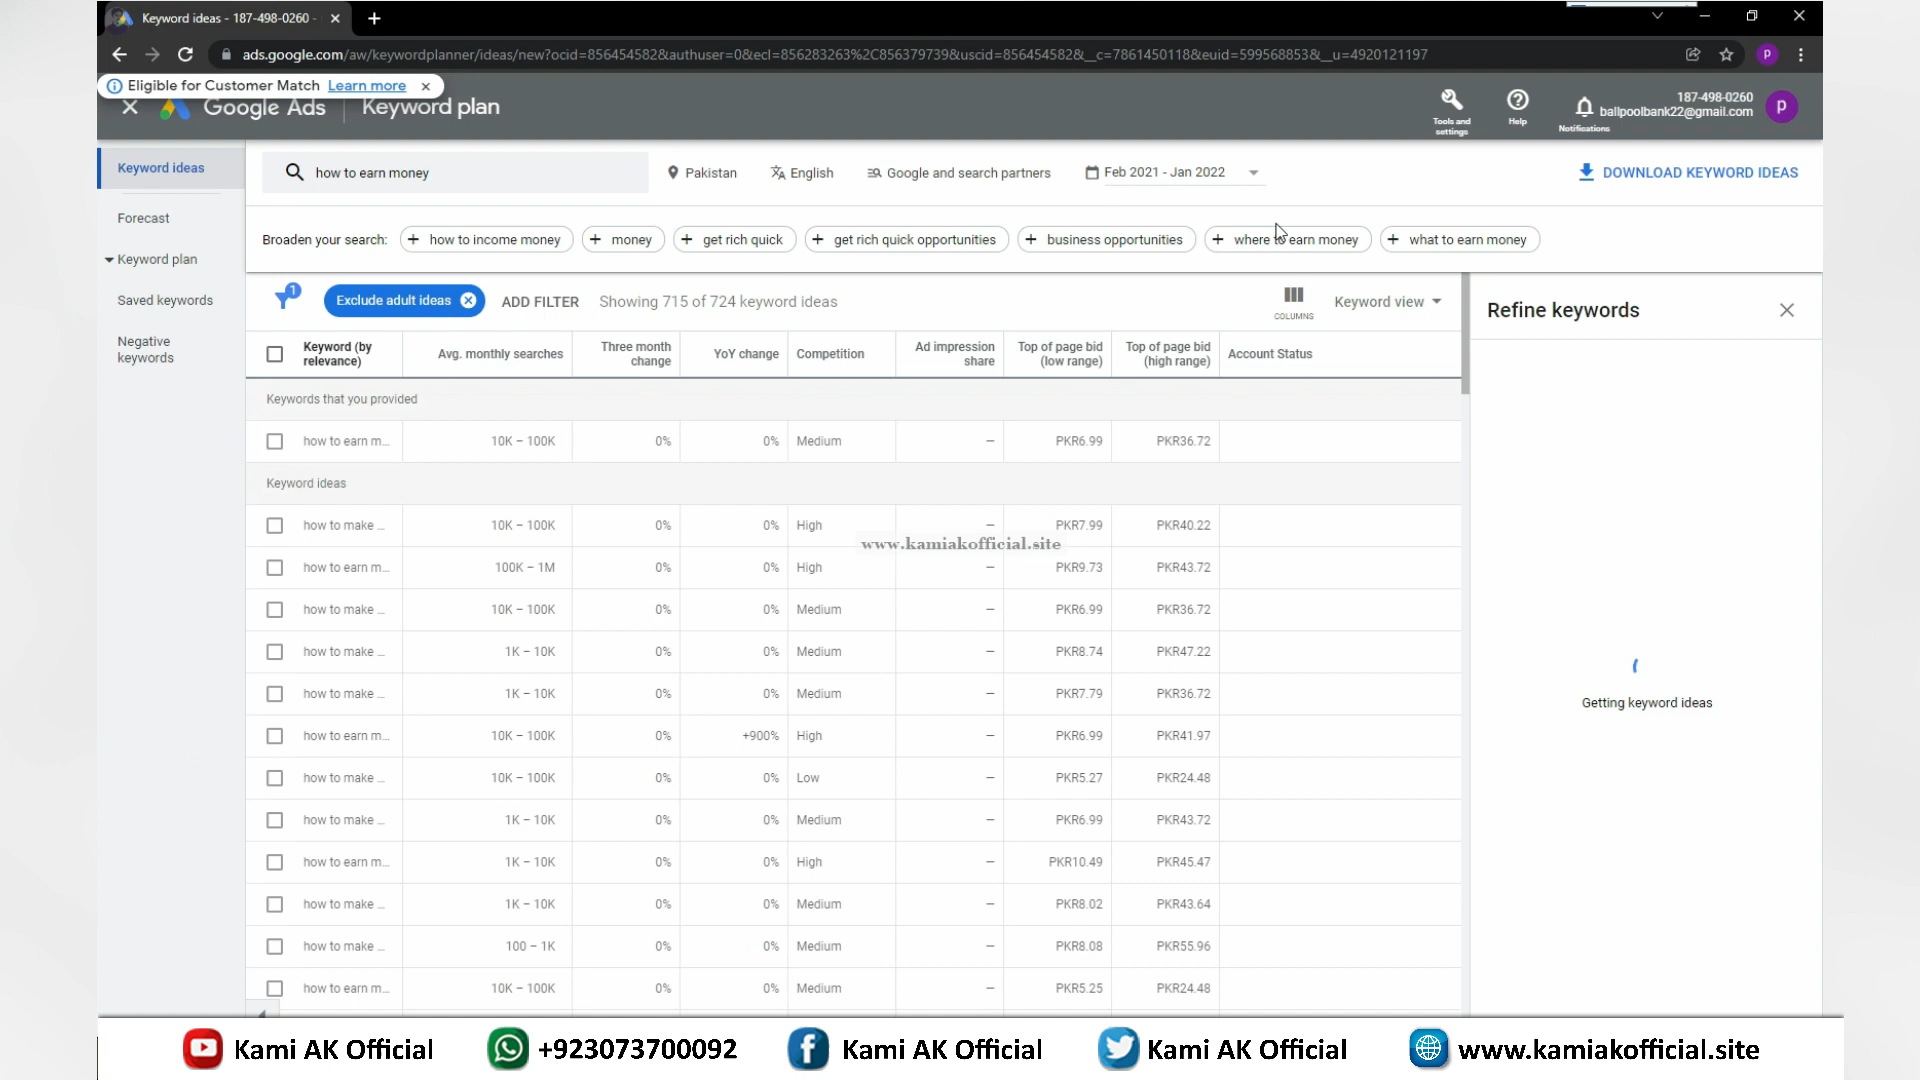 Keyword ideas - 187-498-0260 -
ads.google.com/aw/keywordplanner/ideas/new?ocid=856454582&authuser=0&ecl=856283263%2C856379739&uscid=856454582&__c=7861450118&euid=599568853&__u=4920121197
P
Eligible for Customer Match Learn more
Google Ads Keyword plan
Tools and settings
Help
Notifications
187-498-0260
ballpoolbank22@gmail.com
P
Keyword ideas
Forecast
Keyword plan
Saved keywords
Negative keywords
how to earn money
Pakistan
English
Google and search partners
Feb 2021 - Jan 2022
DOWNLOAD KEYWORD IDEAS
Broaden your search: + how to income money + money + get rich quick + get rich quick opportunities + business opportunities + where to earn money + what to earn money
1
Exclude adult ideas
ADD FILTER
Showing 715 of 724 keyword ideas
COLUMNS
Keyword view
Keyword (by relevance) Avg. monthly searches Three month change YoY change Competition Ad impression share Top of page bid (low range) Top of page bid (high range) Account Status
Keywords that you provided
how to earn m... 10K – 100K 0% 0% Medium – PKR6.99 PKR36.72
Keyword ideas
how to make ... 10K – 100K 0% 0% High – PKR7.99 PKR40.22
www.kamiakofficial.site
how to earn m... 100K – 1M 0% 0% High – PKR9.73 PKR43.72
how to make ... 10K – 100K 0% 0% Medium – PKR6.99 PKR36.72
how to make ... 1K – 10K 0% 0% Medium – PKR8.74 PKR47.22
how to make ... 1K – 10K 0% 0% Medium – PKR7.79 PKR36.72
how to earn m... 10K – 100K 0% +900% High – PKR6.99 PKR41.97
how to make ... 10K – 100K 0% 0% Low – PKR5.27 PKR24.48
how to make ... 1K – 10K 0% 0% Medium – PKR6.99 PKR43.72
how to earn m... 1K – 10K 0% 0% High – PKR10.49 PKR45.47
how to make ... 1K – 10K 0% 0% Medium – PKR8.02 PKR43.64
how to make ... 100 – 1K 0% 0% Medium – PKR8.08 PKR55.96
how to earn m... 10K – 100K 0% 0% Medium – PKR5.25 PKR24.48
Refine keywords
Getting keyword ideas
Kami AK Official +923073700092 Kami AK Official Kami AK Official www.kamiakofficial.site